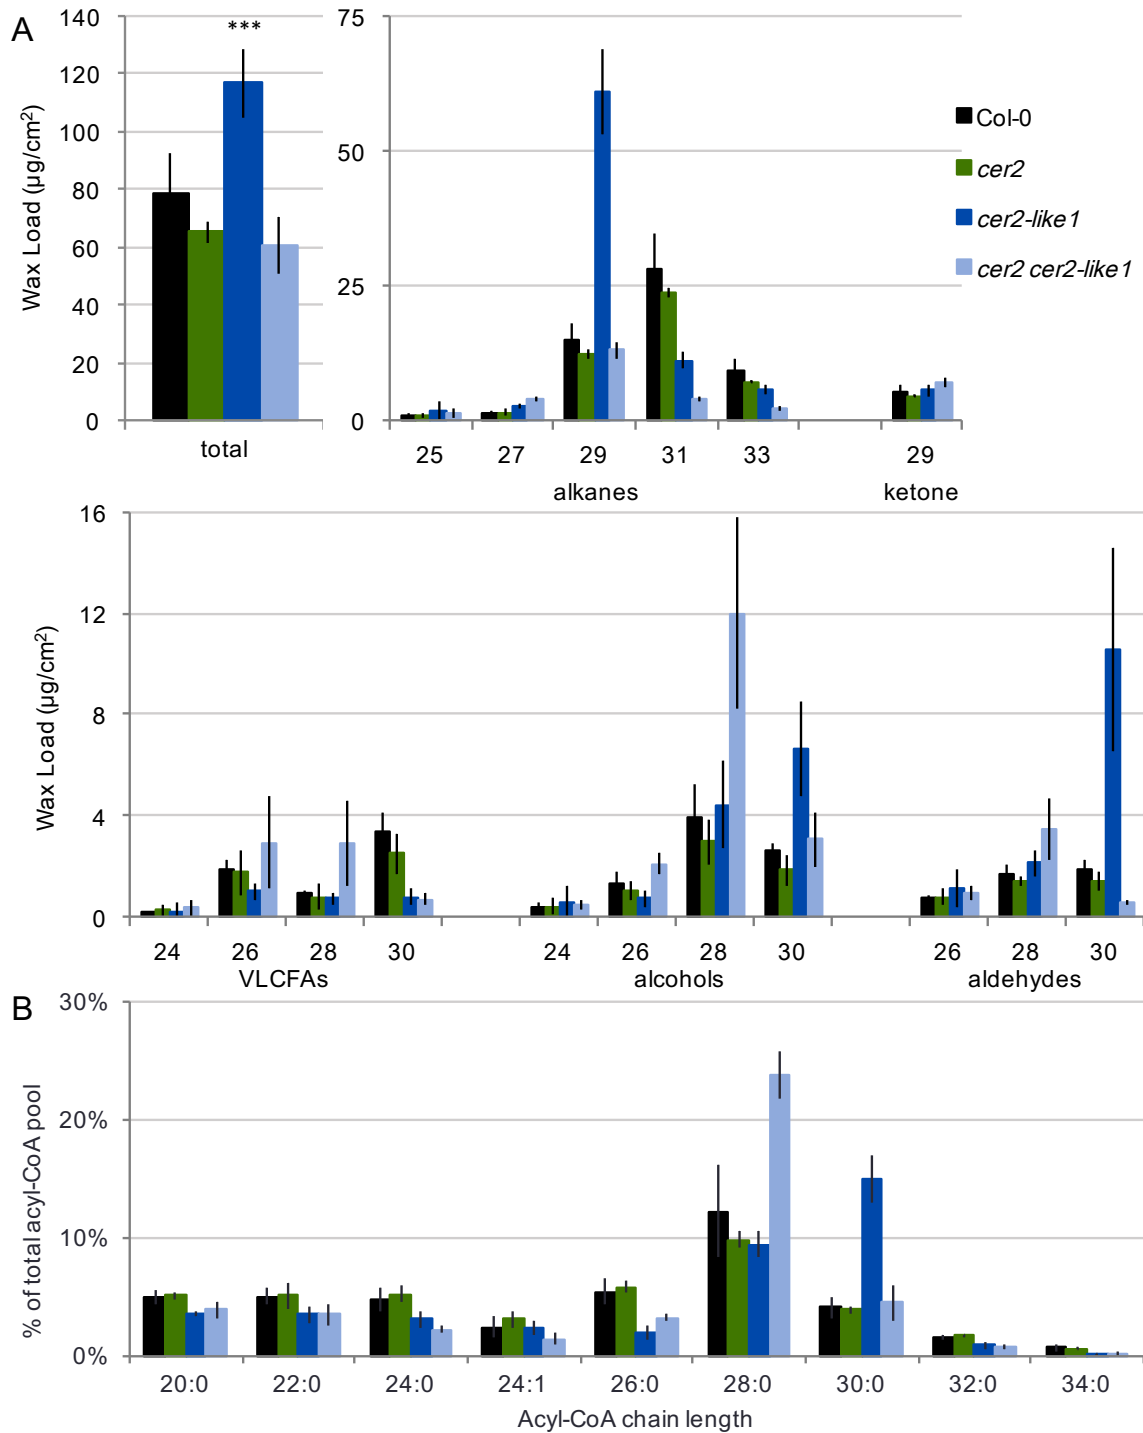 A
Wax Load (µg/cm²)
140
120
100
80
60
40
20
0
***
total
75
50
25
0
25 27 29 31 33 29
alkanes ketone
Col-0
cer2
cer2-like1
cer2 cer2-like1
Wax Load (µg/cm²)
16
12
8
4
0
24 26 28 30 24 26 28 30 26 28 30
VLCFAs alcohols aldehydes
B
% of total acyl-CoA pool
30%
20%
10%
0%
20:0 22:0 24:0 24:1 26:0 28:0 30:0 32:0 34:0
Acyl-CoA chain length